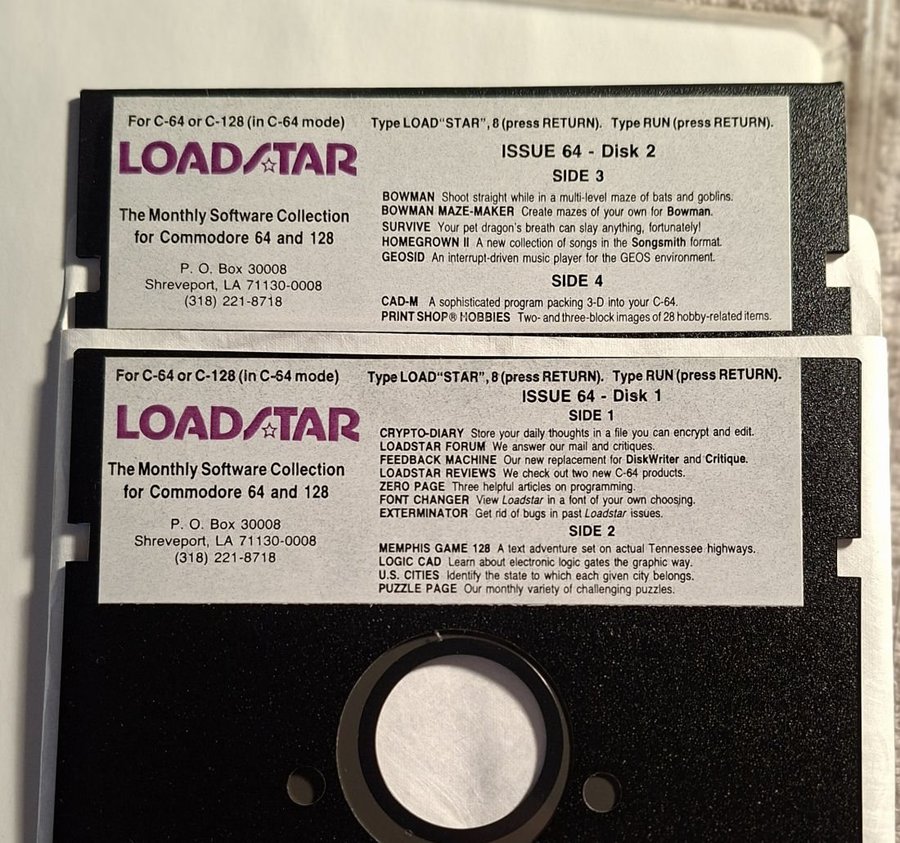 For C-64 or C-128 (in C-64 mode)
LOADSTAR
The Monthly Software Collection
for Commodore 64 and 128
P. O. Box 30008
Shreveport, LA 71130-0008
(318) 221-8718
Type LOAD"STAR", 8 (press RETURN). Type RUN (press RETURN).
ISSUE 64 - Disk 2
SIDE 3
BOWMAN Shoot straight while in a multi-level maze of bats and goblins.
BOWMAN MAZE-MAKER Create mazes of your own for Bowman.
SURVIVE Your pet dragon's breath can slay anything, fortunately!
HOMEGROWN II A new collection of songs in the Songsmith format.
GEOSID An interrupt-driven music player for the GEOS environment.
SIDE 4
CAD-M A sophisticated program packing 3-D into your C-64.
PRINT SHOP® HOBBIES Two- and three-block images of 28 hobby-related items.
For C-64 or C-128 (in C-64 mode)
LOADSTAR
The Monthly Software Collection
for Commodore 64 and 128
P. O. Box 30008
Shreveport, LA 71130-0008
(318) 221-8718
Type LOAD"STAR", 8 (press RETURN). Type RUN (press RETURN).
ISSUE 64 - Disk 1
SIDE 1
CRYPTO-DIARY Store your daily thoughts in a file you can encrypt and edit.
LOADSTAR FORUM We answer our mail and critiques.
FEEDBACK MACHINE Our new replacement for DiskWriter and Critique.
LOADSTAR REVIEWS We check out two new C-64 products.
ZERO PAGE Three helpful articles on programming.
FONT CHANGER View Loadstar in a font of your own choosing.
EXTERMINATOR Get rid of bugs in past Loadstar issues.
SIDE 2
MEMPHIS GAME 128 A text adventure set on actual Tennessee highways.
LOGIC CAD Learn about electronic logic gates the graphic way.
U.S. CITIES Identify the state to which each given city belongs.
PUZZLE PAGE Our monthly variety of challenging puzzles.